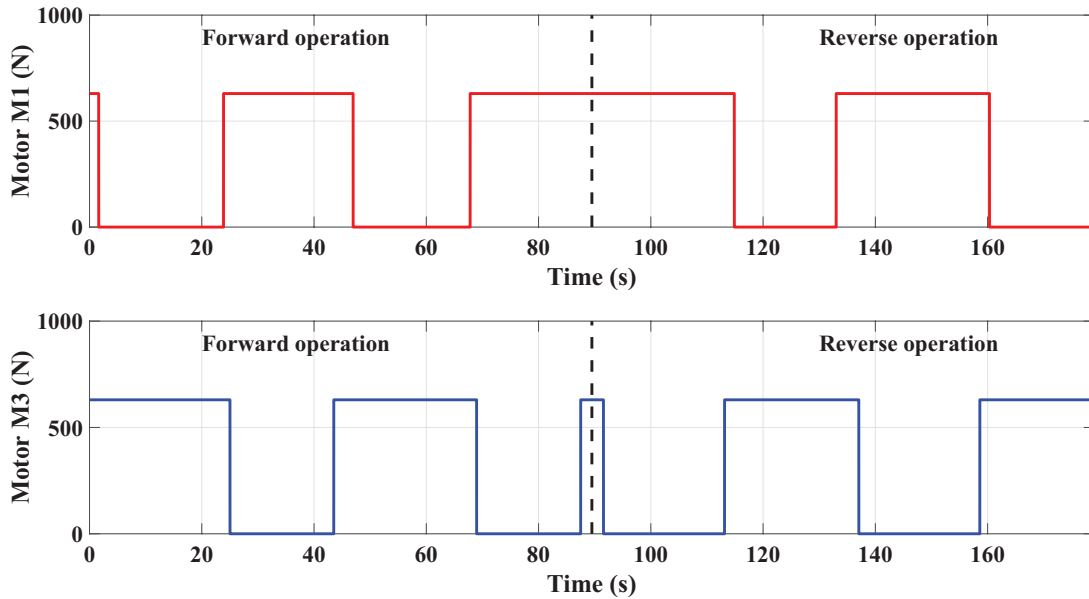 1000
Forward operation Reverse operation
Motor M1 (N)
500
0
0 20 40 60 80 100 120 140 160
Time (s)
1000
Forward operation Reverse operation
Motor M3 (N)
500
0
0 20 40 60 80 100 120 140 160
Time (s)